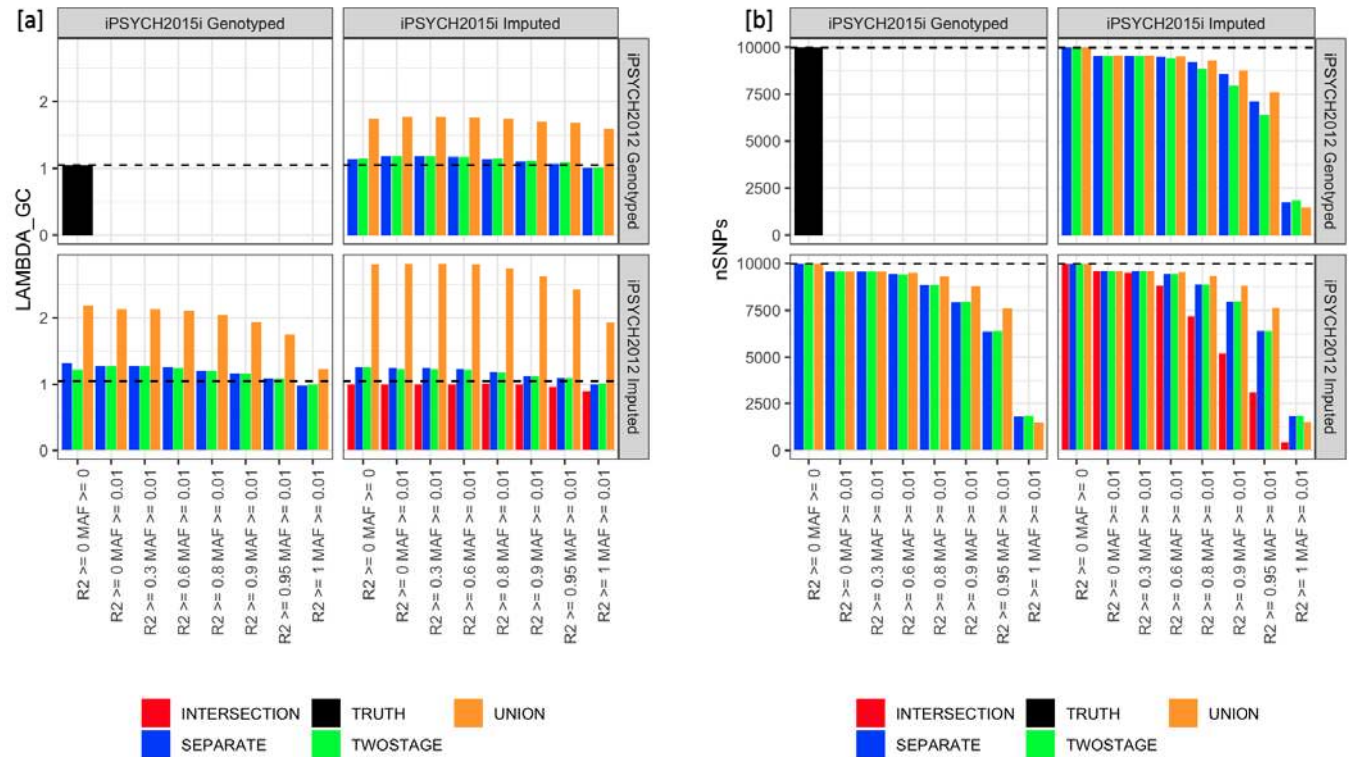 [a]
iPSYCH2015i Genotyped
iPSYCH2015i Imputed
iPSYCH2012 Genotyped
iPSYCH2012 Imputed
LAMBDA_GC
2
1
0
2
1
0
R2 >= 0 MAF >= 0
R2 >=0 MAF >= 0.01
R2 >= 0.3 MAF >= 0.01
R2 >= 0.6 MAF >= 0.01
R2 >= 0.8 MAF >= 0.01
R2 >= 0.9 MAF >= 0.01
R2 >= 0.95 MAF >= 0.01
R2 >= 1 MAF >= 0.01
R2 >= 0 MAF >= 0
R2 >=0 MAF >= 0.01
R2 >= 0.3 MAF >= 0.01
R2 >= 0.6 MAF >= 0.01
R2 >= 0.8 MAF >= 0.01
R2 >= 0.9 MAF >= 0.01
R2 >= 0.95 MAF >= 0.01
R2 >= 1 MAF >= 0.01
INTERSECTION
TRUTH
UNION
SEPARATE
TWOSTAGE
[b]
iPSYCH2015i Genotyped
iPSYCH2015i Imputed
iPSYCH2012 Genotyped
iPSYCH2012 Imputed
nSNPs
10000
7500
5000
2500
0
10000
7500
5000
2500
0
R2 >= 0 MAF >= 0
R2 >=0 MAF >= 0.01
R2 >= 0.3 MAF >= 0.01
R2 >= 0.6 MAF >= 0.01
R2 >= 0.8 MAF >= 0.01
R2 >= 0.9 MAF >= 0.01
R2 >= 0.95 MAF >= 0.01
R2 >= 1 MAF >= 0.01
R2 >= 0 MAF >= 0
R2 >=0 MAF >= 0.01
R2 >= 0.3 MAF >= 0.01
R2 >= 0.6 MAF >= 0.01
R2 >= 0.8 MAF >= 0.01
R2 >= 0.9 MAF >= 0.01
R2 >= 0.95 MAF >= 0.01
R2 >= 1 MAF >= 0.01
INTERSECTION
TRUTH
UNION
SEPARATE
TWOSTAGE